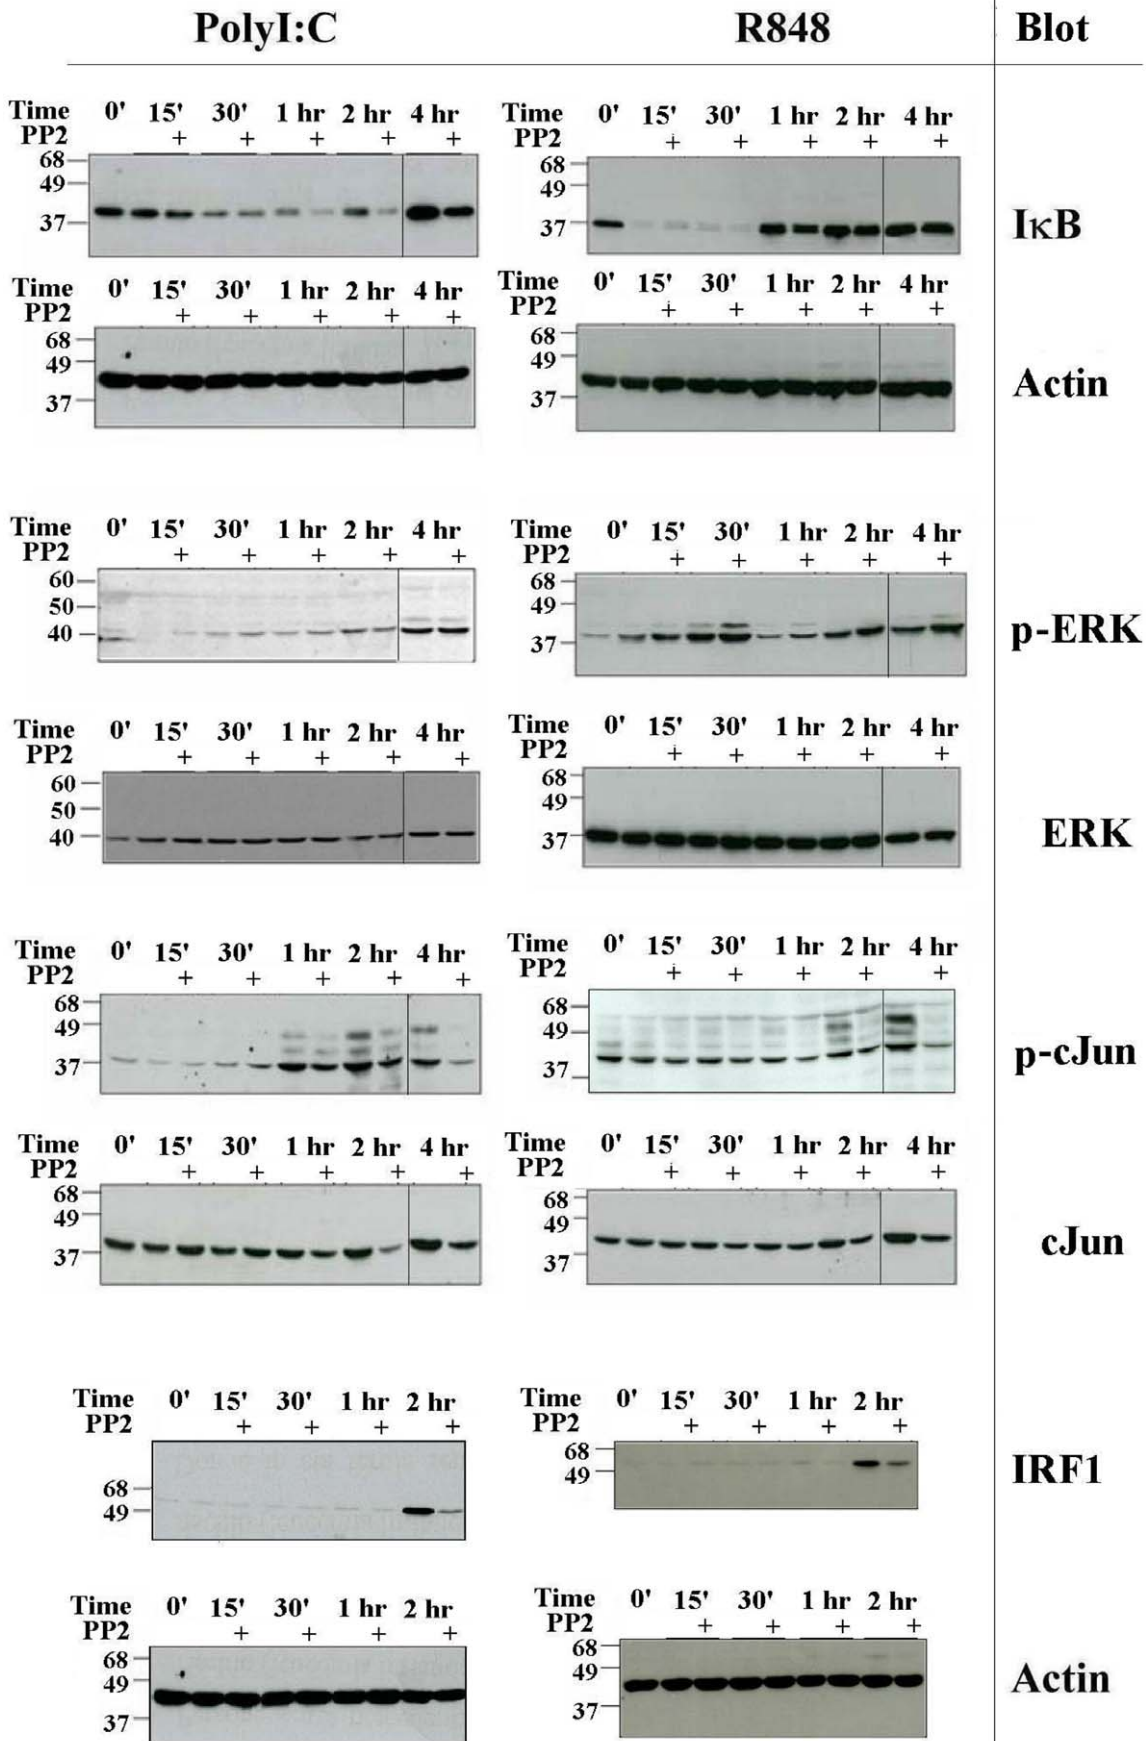 PolyI:C R848 Blot
Time 0' 15' 30' 1 hr 2 hr 4 hr
PP2 + + + + +
68
49
37
Time 0' 15' 30' 1 hr 2 hr 4 hr
PP2 + + + + +
68
49
37
IκB
Time 0' 15' 30' 1 hr 2 hr 4 hr
PP2 + + + + +
68
49
37
Time 0' 15' 30' 1 hr 2 hr 4 hr
PP2 + + + + +
68
49
37
Actin
Time 0' 15' 30' 1 hr 2 hr 4 hr
PP2 + + + + +
60
50
40
Time 0' 15' 30' 1 hr 2 hr 4 hr
PP2 + + + + +
68
49
37
p-ERK
Time 0' 15' 30' 1 hr 2 hr 4 hr
PP2 + + + + +
60
50
40
Time 0' 15' 30' 1 hr 2 hr 4 hr
PP2 + + + + +
68
49
37
ERK
Time 0' 15' 30' 1 hr 2 hr 4 hr
PP2 + + + + +
68
49
37
Time 0' 15' 30' 1 hr 2 hr 4 hr
PP2 + + + + +
68
49
37
p-cJun
Time 0' 15' 30' 1 hr 2 hr 4 hr
PP2 + + + + +
68
49
37
Time 0' 15' 30' 1 hr 2 hr 4 hr
PP2 + + + + +
68
49
37
cJun
Time 0' 15' 30' 1 hr 2 hr
PP2 + + + +
68
49
Time 0' 15' 30' 1 hr 2 hr
PP2 + + + +
68
49
IRF1
Time 0' 15' 30' 1 hr 2 hr
PP2 + + + +
68
49
37
Time 0' 15' 30' 1 hr 2 hr
PP2 + + + +
68
49
37
Actin